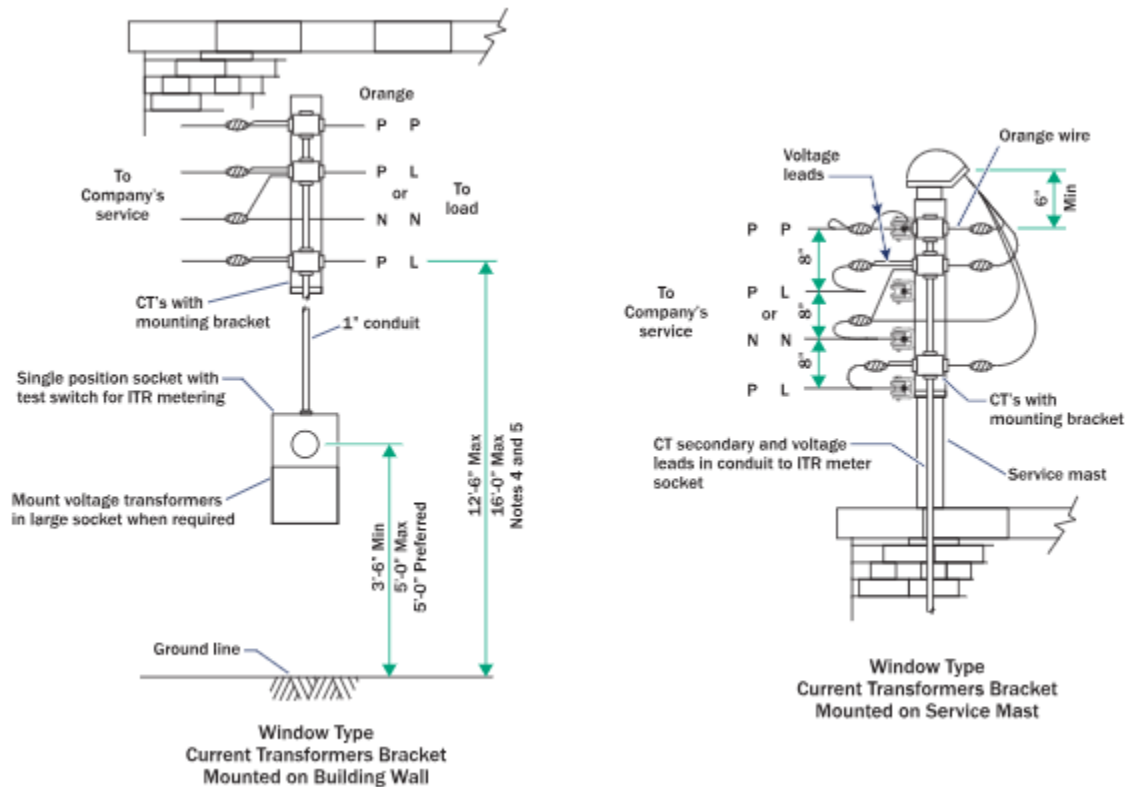 Orange
P P
To
Company's
service
P L
or
N N
To
load
P L
CT's with
mounting bracket
1" conduit
Single position socket with
test switch for ITR metering
Mount voltage transformers
in large socket when required
3'-6" Min
5'-0" Max
5'-0" Preferred
12'-6" Max
16'-0" Max
Notes 4 and 5
Ground line
Window Type
Current Transformers Bracket
Mounted on Building Wall
Voltage
leads
Orange wire
6"
Min
P P
8"
To
Company's
service
P L
or
8"
N N
8"
P L
CT's with
mounting bracket
CT secondary and voltage
leads in conduit to ITR meter
socket
Service mast
Window Type
Current Transformers Bracket
Mounted on Service Mast